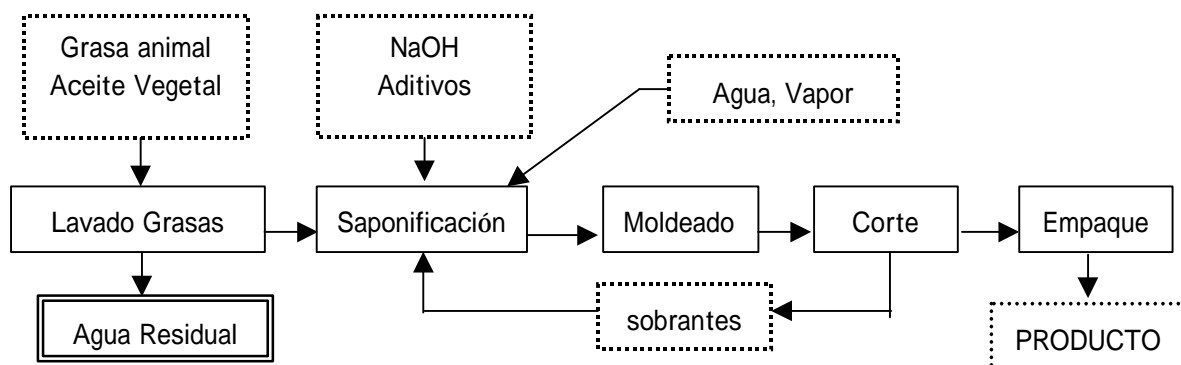 Grasa animal
Aceite Vegetal
NaOH
Aditivos
Agua, Vapor
Lavado Grasas
Saponificación
Moldeado
Corte
Empaque
Agua Residual
sobrantes
PRODUCTO